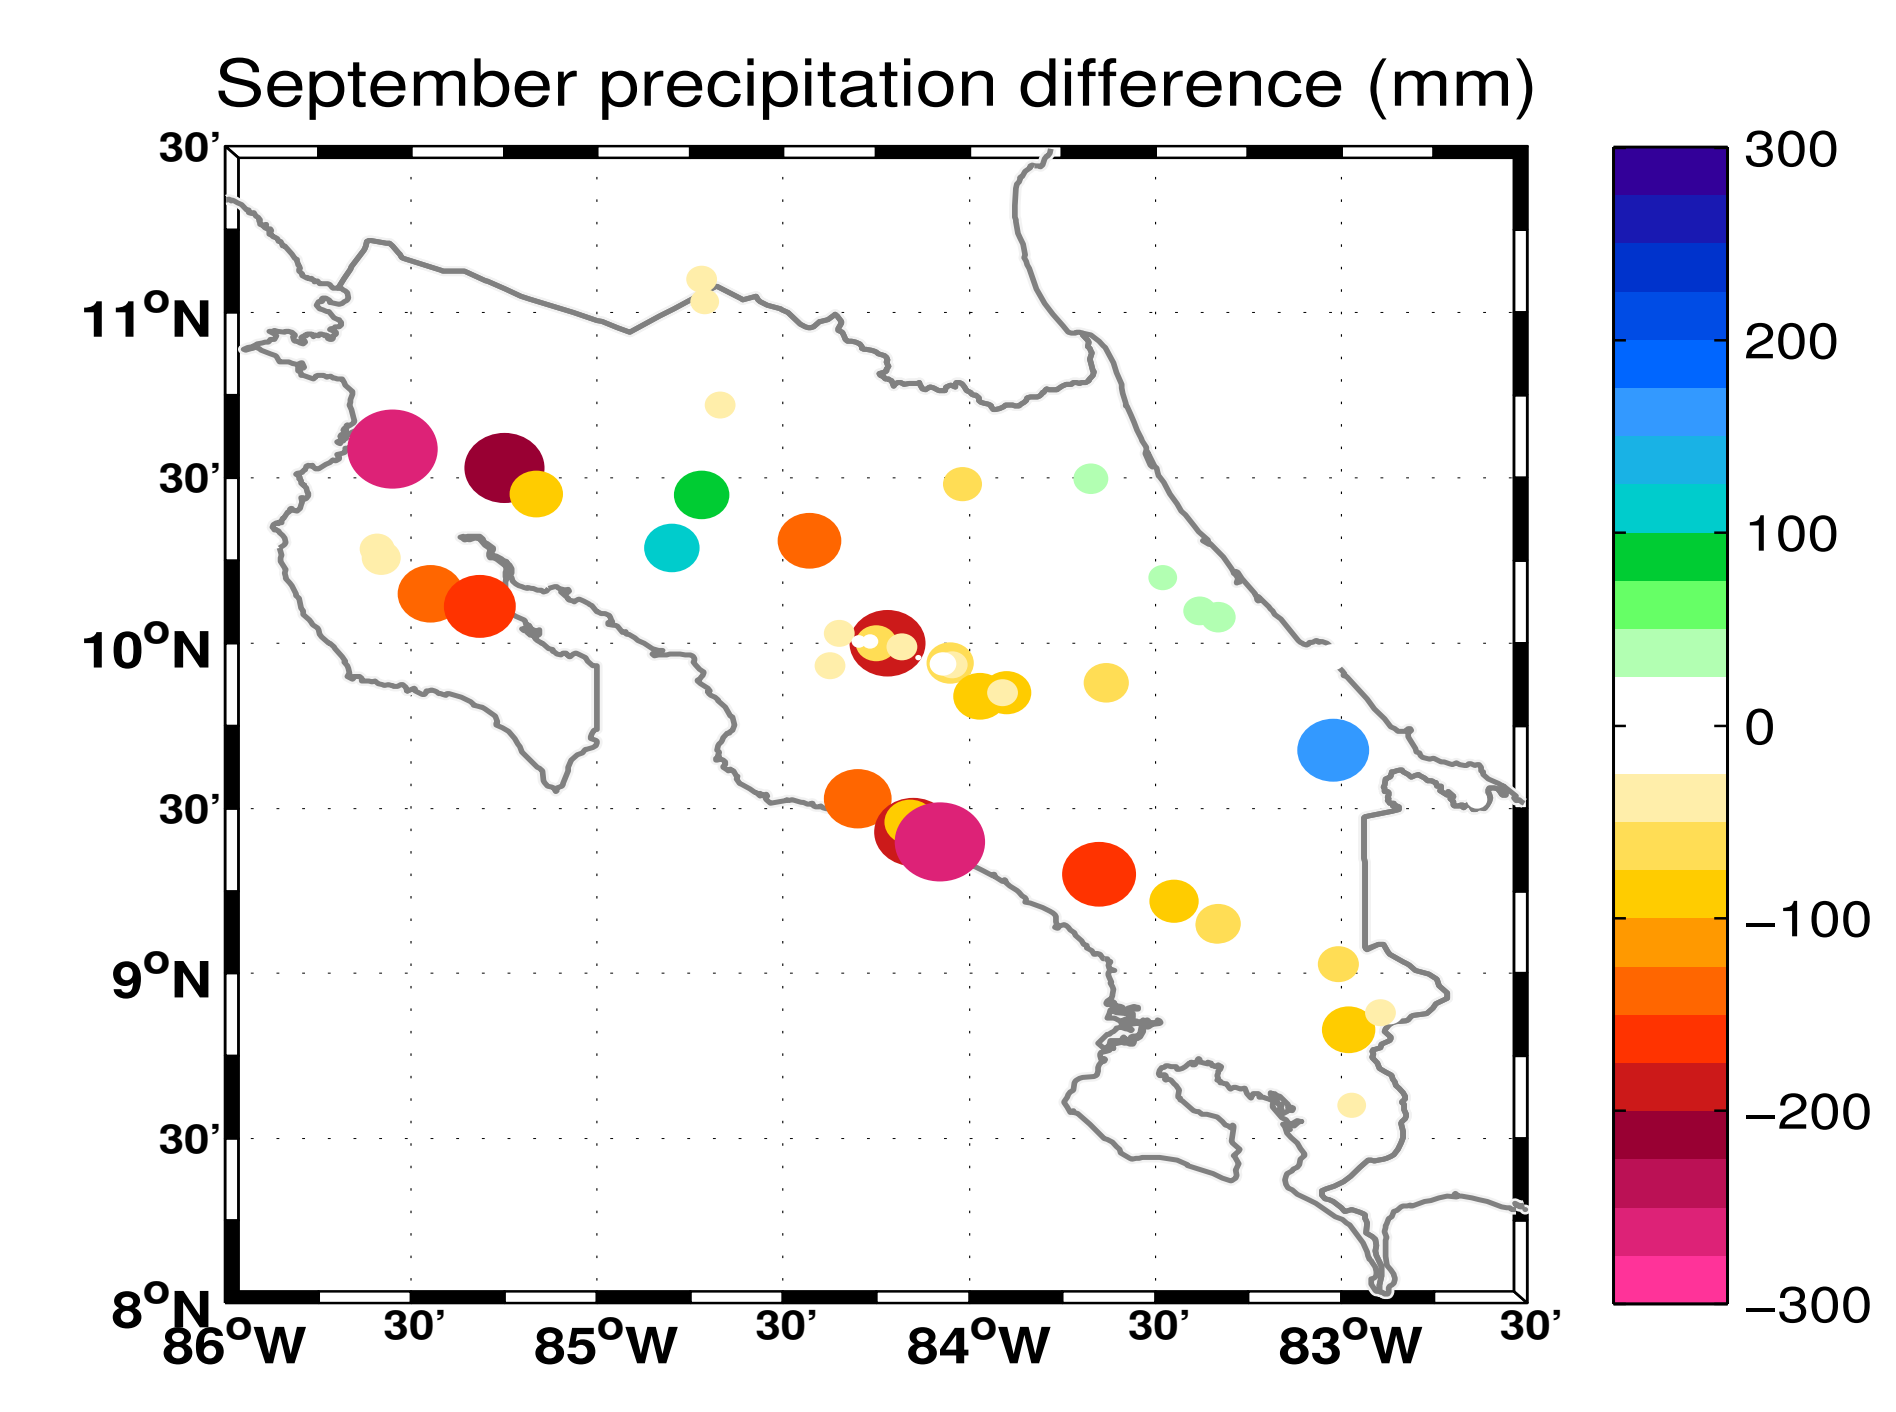 September precipitation difference (mm)
30’
11°N
30’
10°N
30’
9°N
30’
8°N
86°W 30’ 85°W 30’ 84°W 30’ 83°W 30’
300
200
100
0
−100
−200
−300